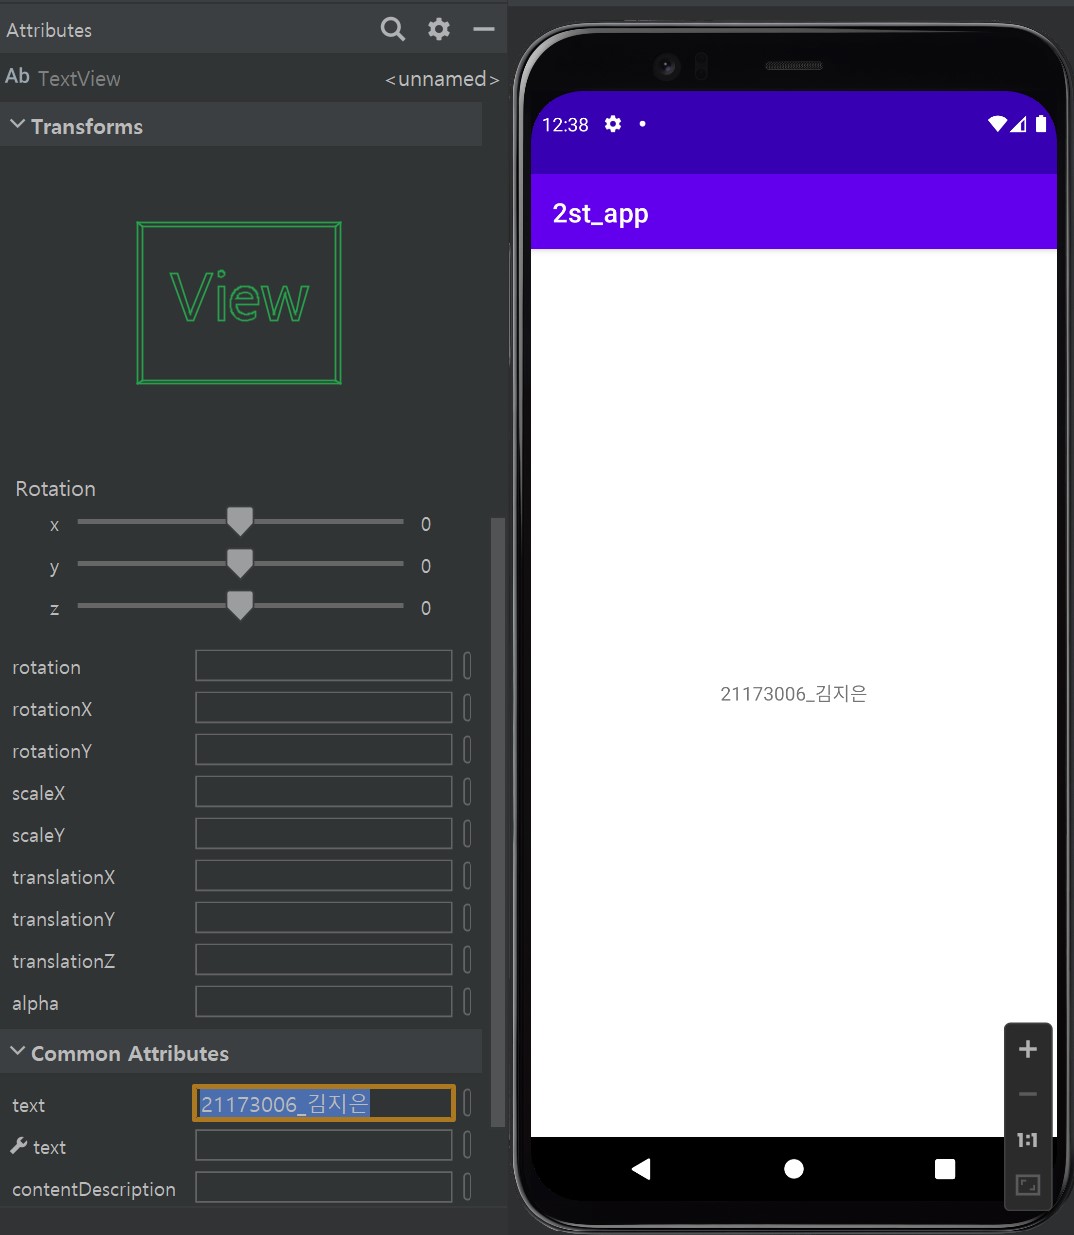 Attributes
Ab TextView <unnamed>
Transforms
View
Rotation
x 0
y 0
z 0
rotation
rotationX
rotationY
scaleX
scaleY
translationX
translationY
translationZ
alpha
Common Attributes
text 21173006_김지은
text
contentDescription
12:38
2st_app
21173006_김지은
1:1